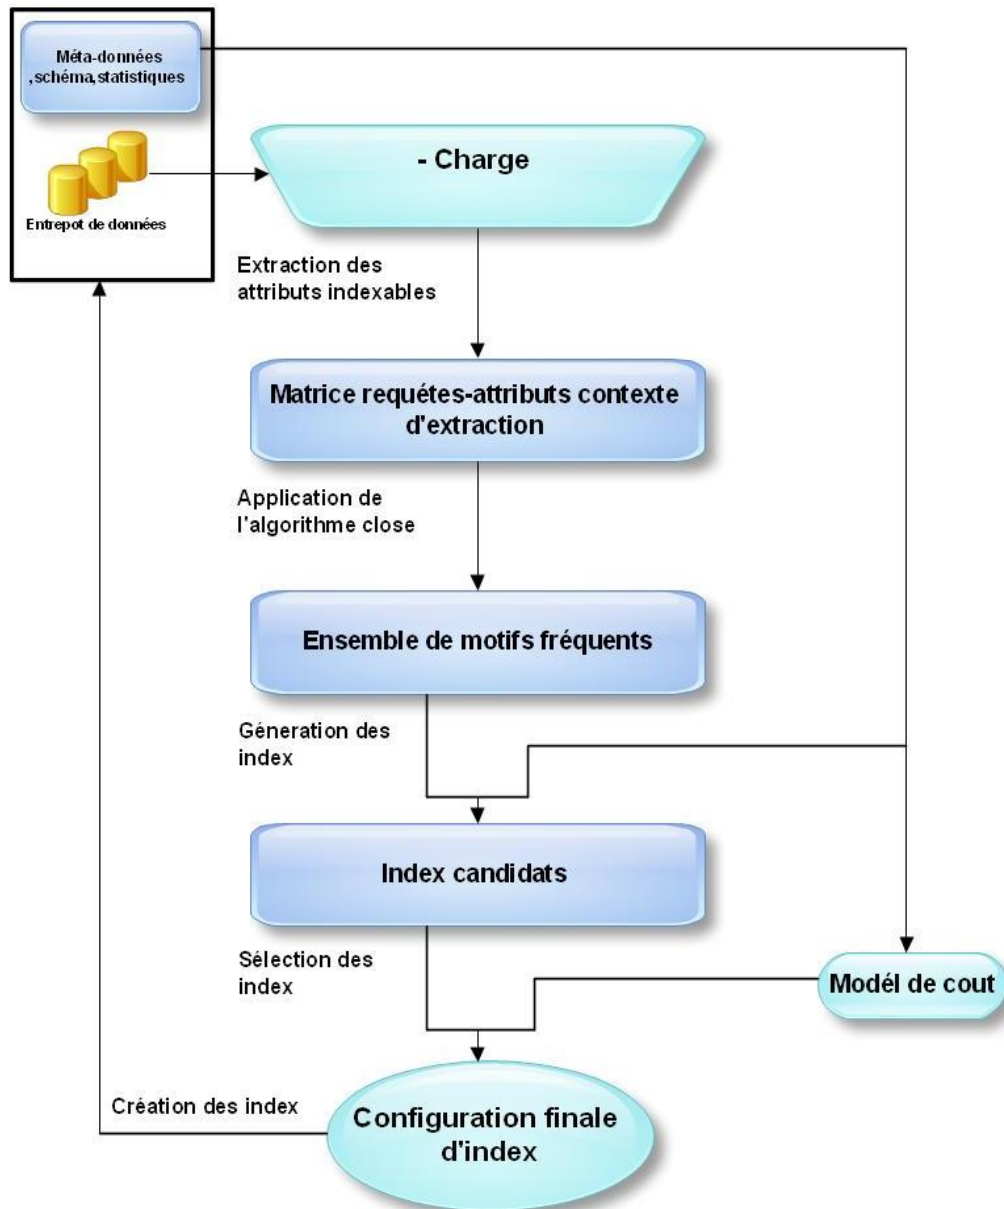 Méta-données
,schéma,statistiques
Entrepot de données
- Charge
Extraction des
attributs indexables
Matrice requétes-attributs contexte
d'extraction
Application de
l'algorithme close
Ensemble de motifs fréquents
Géneration des
index
Index candidats
Sélection des
index
Modél de cout
Création des index
Configuration finale
d'index